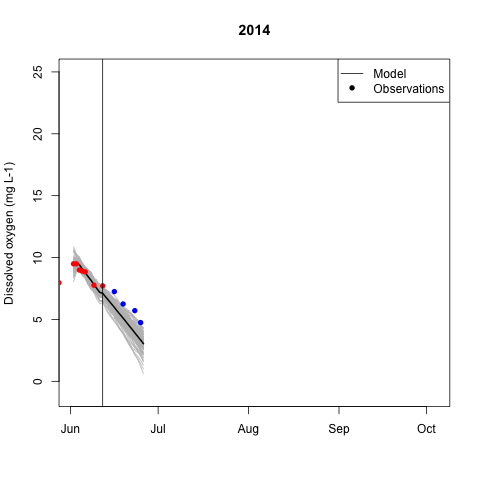 2014
Dissolved oxygen (mg L-1)
25
20
15
10
5
0
Model
Observations
Jun
Jul
Aug
Sep
Oct